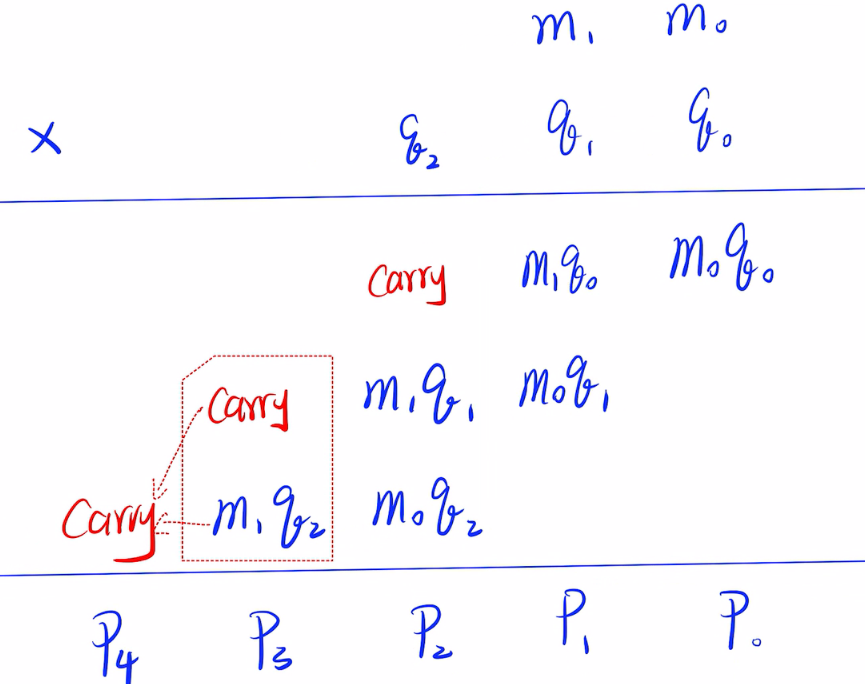 m₁ m₀
× q₂ q₁ q₀
Carry m₁q₀ m₀q₀
Carry m₁q₁ m₀q₁
Carry m₁q₂ m₀q₂
P₄ P₃ P₂ P₁ P₀